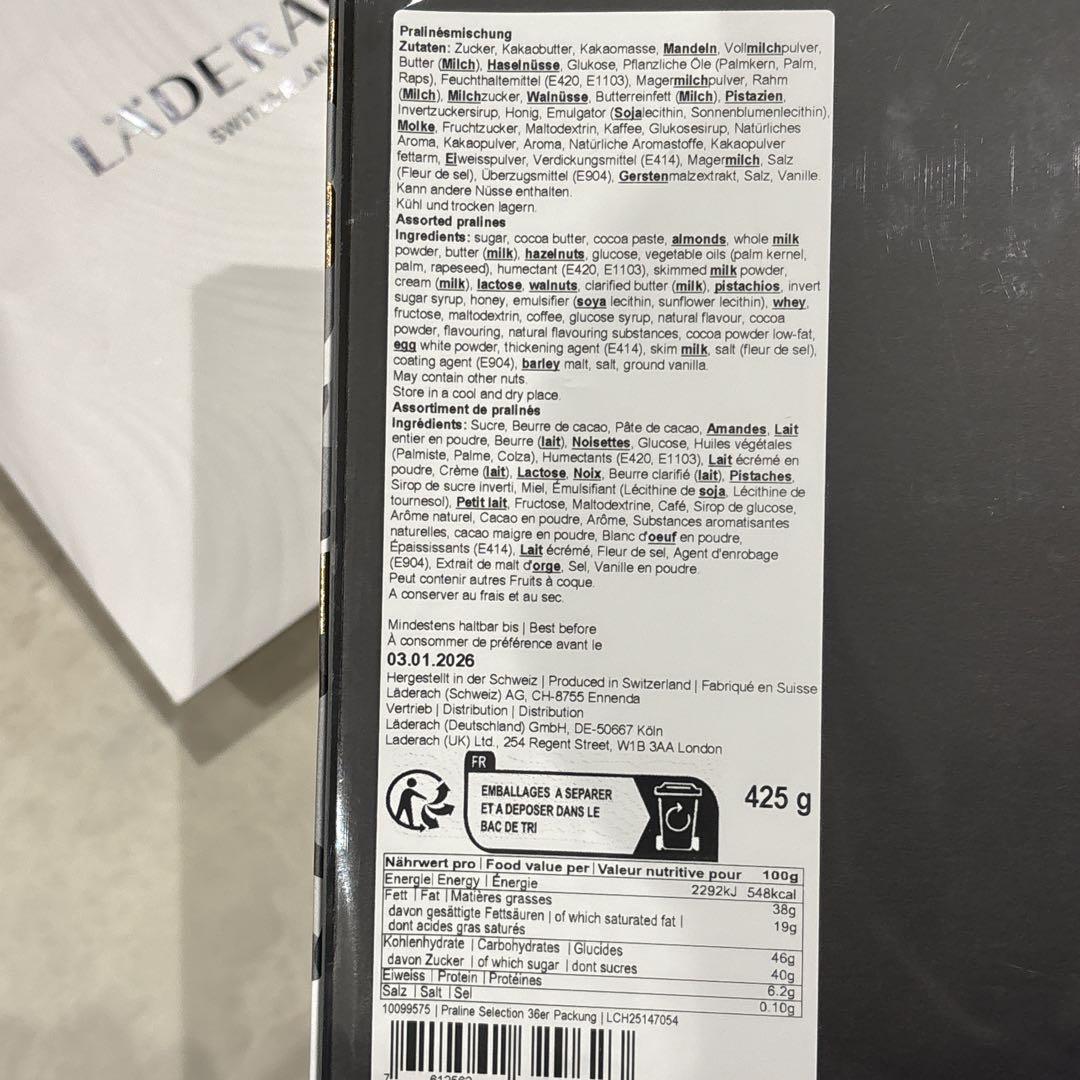 LÄDERA
Pralinésmischung
Zutaten: Zucker, Kakaobutter, Kakaomasse, Mandeln, Vollmilchpulver,
Butter (Milch), Haselnüsse, Glukose, Pflanzliche Öle (Palmkern, Palm,
Raps), Feuchthaltemittel (E420, E1103), Magermilchpulver, Rahm
(Milch), Milchzucker, Walnüsse, Butterreinfett (Milch), Pistazien,
Invertzuckersirup, Honig, Emulgator (Sojalecithin, Sonnenblumenlecithin),
Molke, Fruchtzucker, Maltodextrin, Kaffee, Glukosesirup, Natürliches
Aroma, Kakaopulver, Aroma, Natürliche Aromastoffe, Kakaopulver
fettarm, Eiweisspulver, Verdickungsmittel (E414), Magermilch, Salz
(Fleur de sel), Überzugsmittel (E904), Gerstenmalzextrakt, Salz, Vanille.
Kann andere Nüsse enthalten.
Kühl und trocken lagern.
Assorted pralines
Ingredients: sugar, cocoa butter, cocoa paste, almonds, whole milk
powder, butter (milk), hazelnuts, glucose, vegetable oils (palm kernel,
palm, rapeseed), humectant (E420, E1103), skimmed milk powder,
cream (milk), lactose, walnuts, clarified butter (milk), pistachios, invert
sugar syrup, honey, emulsifier (soya lecithin, sunflower lecithin), whey,
fructose, maltodextrin, coffee, glucose syrup, natural flavour, cocoa
powder, flavouring, natural flavouring substances, cocoa powder low-fat,
egg white powder, thickening agent (E414), skim milk, salt (fleur de sel),
coating agent (E904), barley malt, salt, ground vanilla.
May contain other nuts.
Store in a cool and dry place.
Assortiment de pralinés
Ingrédients: Sucre, Beurre de cacao, Pâte de cacao, Amandes, Lait
entier en poudre, Beurre (lait), Noisettes, Glucose, Huiles végétales
(Palmiste, Palme, Colza), Humectants (E420, E1103), Lait écrémé en
poudre, Crème (lait), Lactose, Noix, Beurre clarifié (lait), Pistaches,
Sirop de sucre inverti, Miel, Émulsifiant (Lécithine de soja, Lécithine de
tournesol), Petit lait, Fructose, Maltodextrine, Café, Sirop de glucose,
Arôme naturel, Cacao en poudre, Arôme, Substances aromatisantes
naturelles, cacao maigre en poudre, Blanc d'oeuf en poudre,
Épaississants (E414), Lait écrémé, Fleur de sel, Agent d'enrobage
(E904), Extrait de malt d'orge, Sel, Vanille en poudre.
Peut contenir autres Fruits à coque.
A conserver au frais et au sec.
Mindestens haltbar bis | Best before
À consommer de préférence avant le
03.01.2026
Hergestellt in der Schweiz | Produced in Switzerland | Fabriqué en Suisse
Läderach (Schweiz) AG, CH-8755 Ennenda
Vertrieb | Distribution | Distribution
Läderach (Deutschland) GmbH, DE-50667 Köln
Laderach (UK) Ltd., 254 Regent Street, W1B 3AA London
FR
EMBALLAGES A SEPARER
ET A DEPOSER DANS LE
BAC DE TRI
425 g
Nährwert pro | Food value per | Valeur nutritive pour 100g
Energie| Energy | Énergie 2292kJ 548kcal
Fett | Fat | Matières grasses 38g
davon gesättigte Fettsäuren | of which saturated fat |
dont acides gras saturés 19g
Kohlenhydrate | Carbohydrates | Glucides 46g
davon Zucker | of which sugar | dont sucres 40g
Eiweiss | Protein | Protéines 6.2g
Salz | Salt | Sel 0.10g
10099575 | Praline Selection 36er Packung | LCH25147054